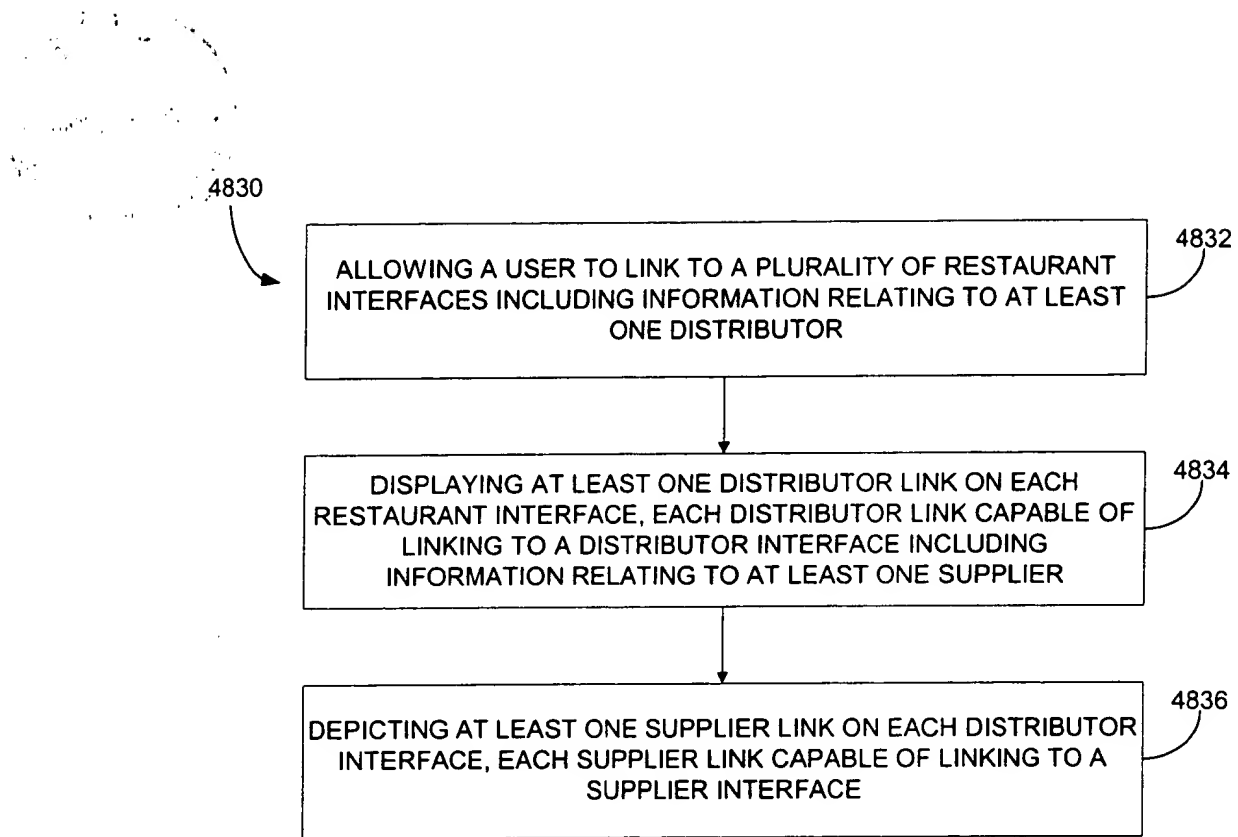 4830
4832
ALLOWING A USER TO LINK TO A PLURALITY OF RESTAURANT
INTERFACES INCLUDING INFORMATION RELATING TO AT LEAST
ONE DISTRIBUTOR
4834
DISPLAYING AT LEAST ONE DISTRIBUTOR LINK ON EACH
RESTAURANT INTERFACE, EACH DISTRIBUTOR LINK CAPABLE OF
LINKING TO A DISTRIBUTOR INTERFACE INCLUDING
INFORMATION RELATING TO AT LEAST ONE SUPPLIER
4836
DEPICTING AT LEAST ONE SUPPLIER LINK ON EACH DISTRIBUTOR
INTERFACE, EACH SUPPLIER LINK CAPABLE OF LINKING TO A
SUPPLIER INTERFACE